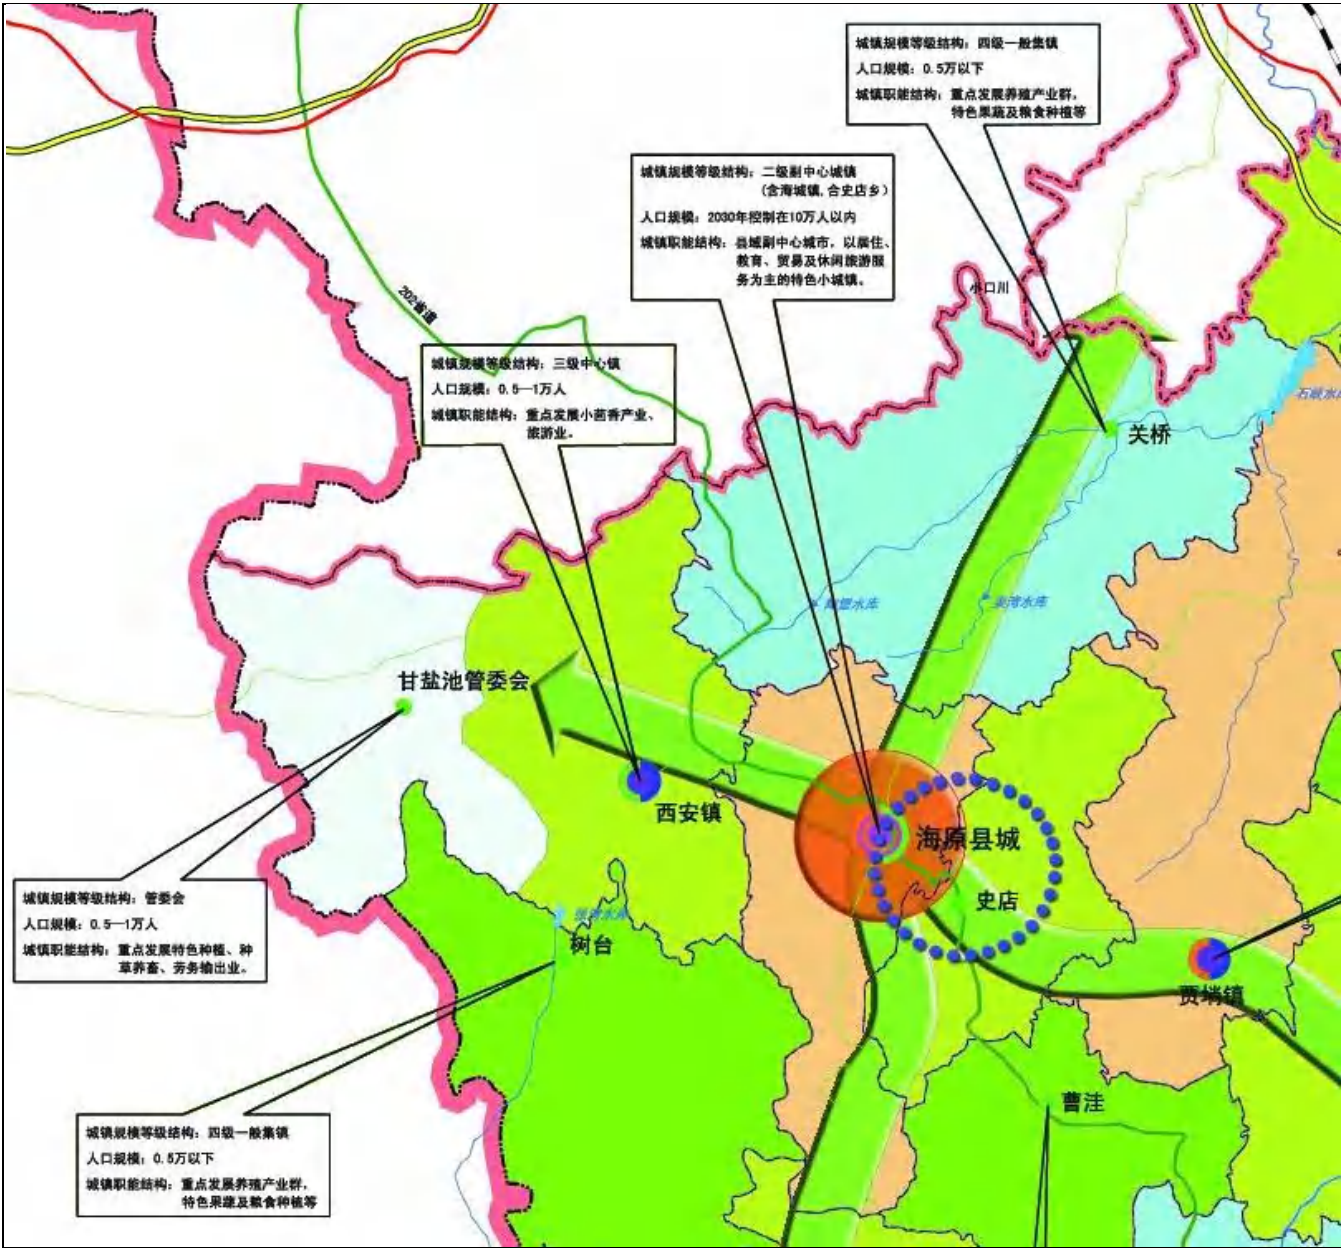 城镇规模等级结构：四级一般集镇
人口规模：0.5万以下
城镇职能结构：重点发展养殖产业群，
特色果蔬及粮食种植等
城镇规模等级结构：二级副中心城镇
(含海城镇,合史店乡)
人口规模：2030年控制在10万人以内
城镇职能结构：县域副中心城市，以居住、
教育、贸易及休闲旅游服
务为主的特色小城镇。
小口川
202省道
城镇规模等级结构：三级中心镇
人口规模：0.5—1万人
城镇职能结构：重点发展小茴香产业、
旅游业。
石峡水库
关桥
甘盐池管委会
西安镇
海原县城
史店
城镇规模等级结构：管委会
人口规模：0.5—1万人
城镇职能结构：重点发展特色种植、种
草养畜、劳务输出业。
树台
贾埫镇
曹洼
城镇规模等级结构：四级一般集镇
人口规模：0.5万以下
城镇职能结构：重点发展养殖产业群，
特色果蔬及粮食种植等